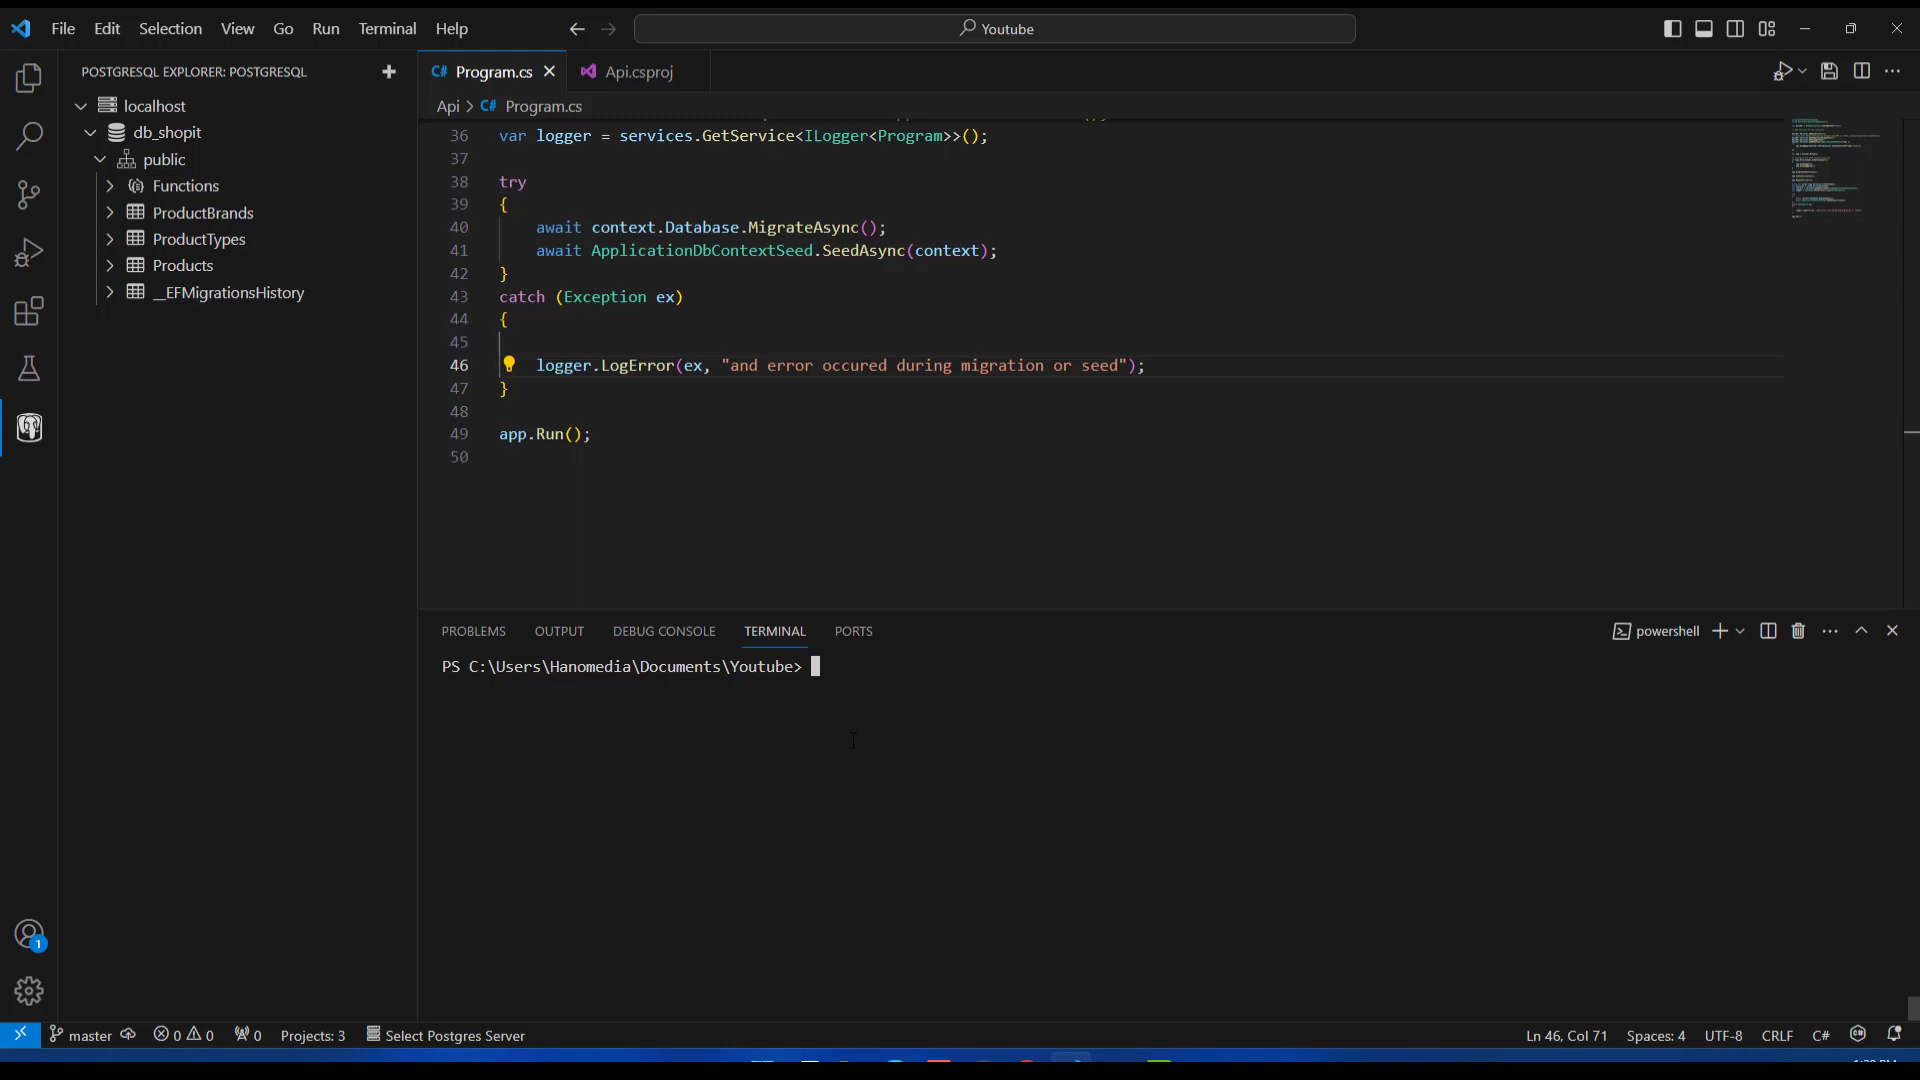 File Edit Selection View Go Run Terminal Help
Youtube
POSTGRESQL EXPLORER: POSTGRESQL
localhost
db_shopit
public
Functions
ProductBrands
ProductTypes
Products
__EFMigrationsHistory
C# Program.cs Api.csproj
Api > C# Program.cs
36 var logger = services.GetService<ILogger<Program>>();
37
38 try
39 {
40 await context.Database.MigrateAsync();
41 await ApplicationDbContextSeed.SeedAsync(context);
42 }
43 catch (Exception ex)
44 {
45
46 logger.LogError(ex, "and error occured during migration or seed");
47 }
48
49 app.Run();
50
PROBLEMS OUTPUT DEBUG CONSOLE TERMINAL PORTS
powershell
PS C:\Users\Hanomedia\Documents\Youtube>
1
master 0 0 0 Projects: 3 Select Postgres Server
Ln 46, Col 71 Spaces: 4 UTF-8 CRLF C#